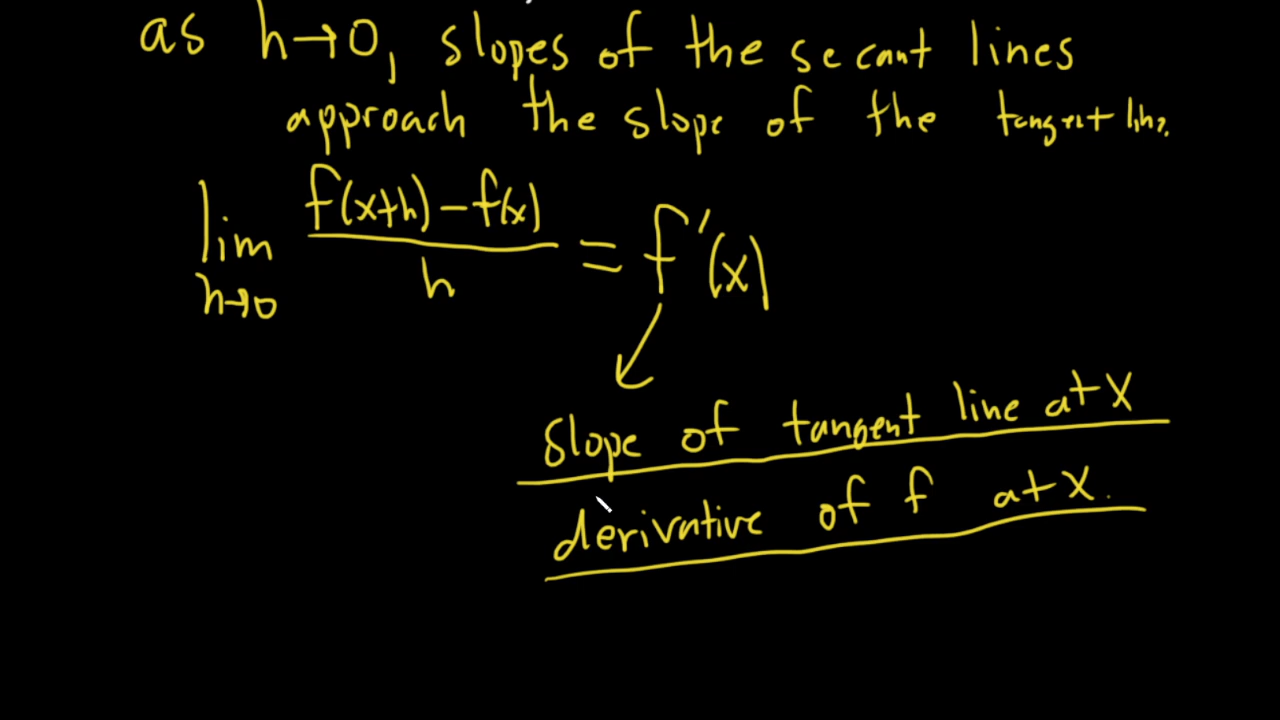 as h→0, slopes of the secant lines
approach the slope of the tangent line.
lim h→0 f(x+h) - f(x) / h = f'(x)
slope of tangent line at x
derivative of f at x.